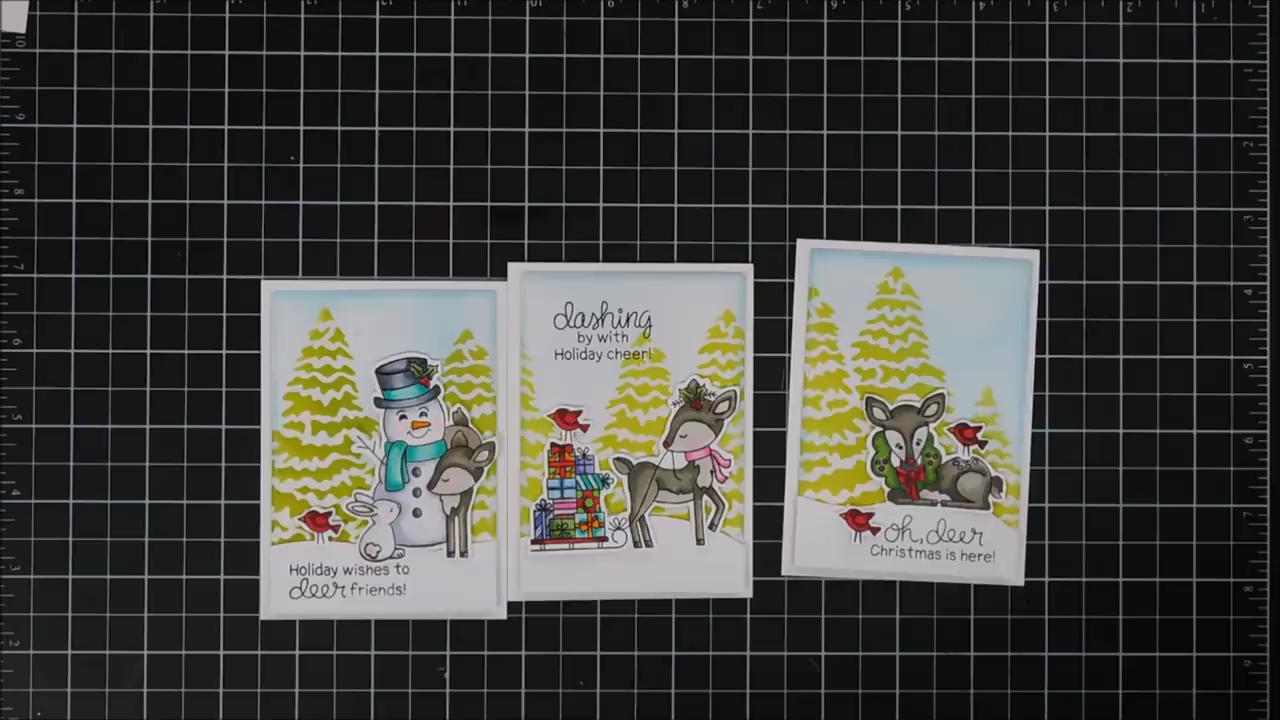 Holiday wishes to
deer friends!
dashing
by with
Holiday cheer!
oh, deer
Christmas is here!